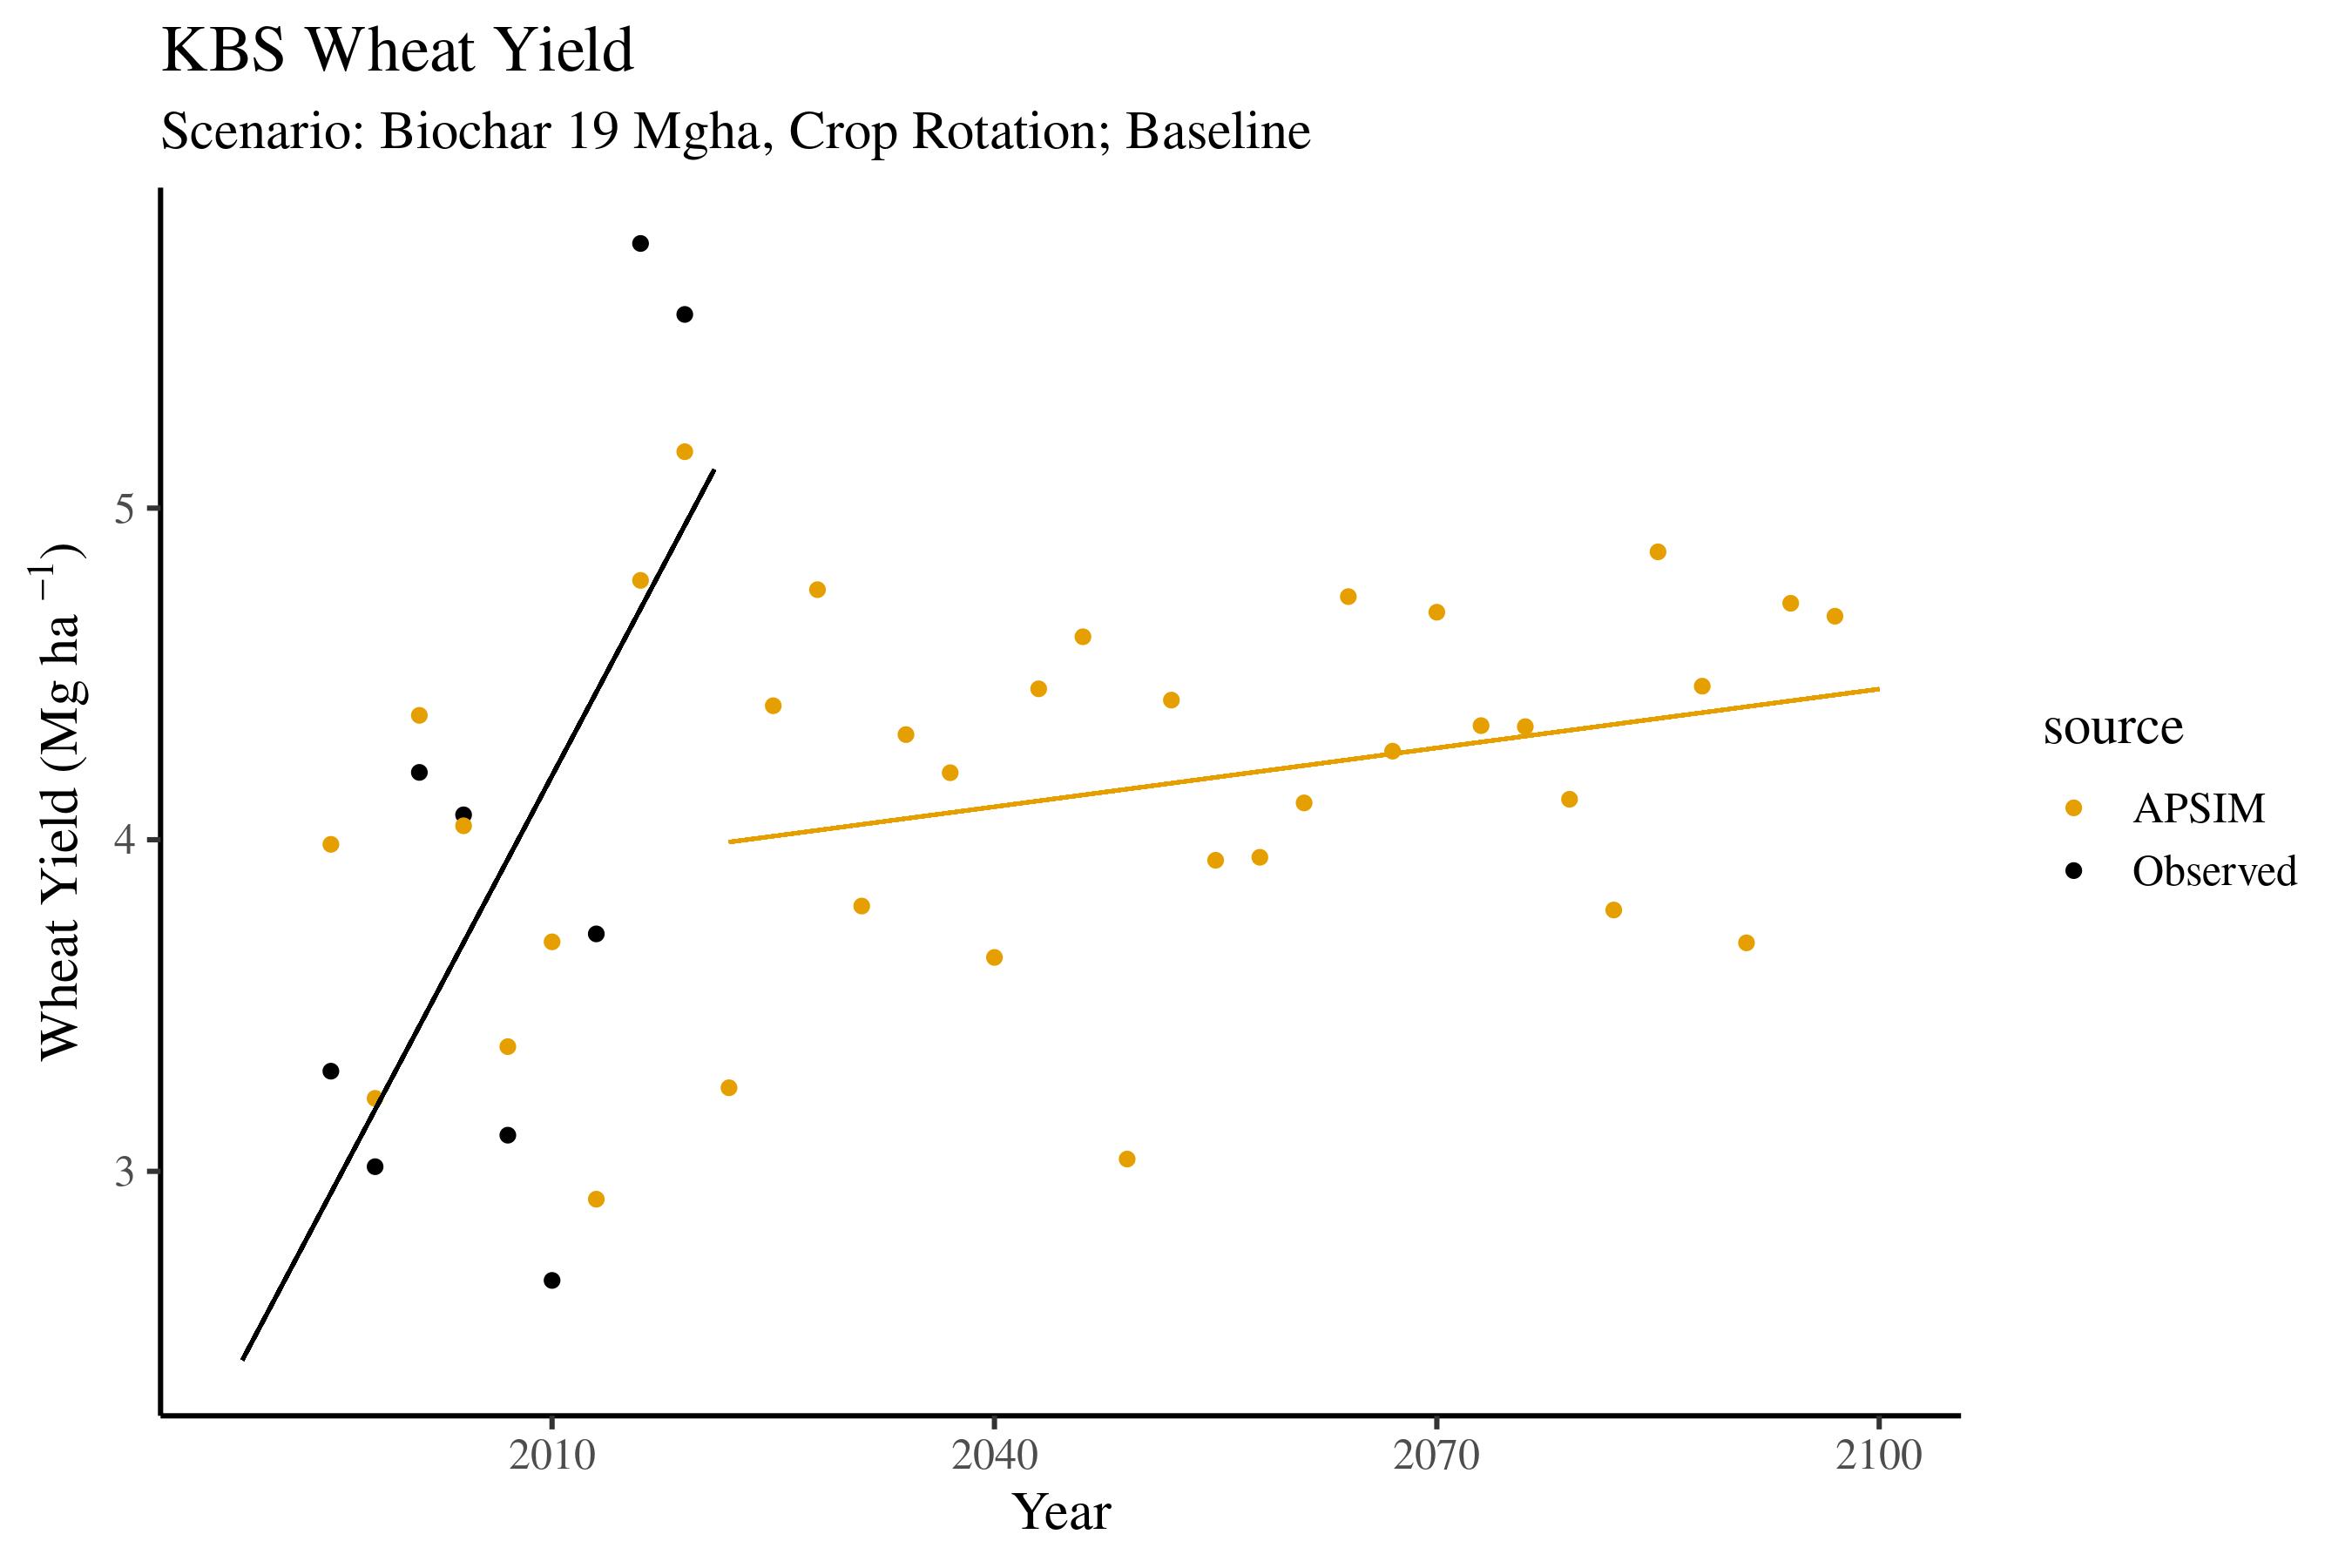 KBS Wheat Yield
Scenario: Biochar 19 Mgha, Crop Rotation; Baseline
Wheat Yield (Mg ha −1)
5
4
3
2010
2040
2070
2100
Year
source
APSIM
Observed